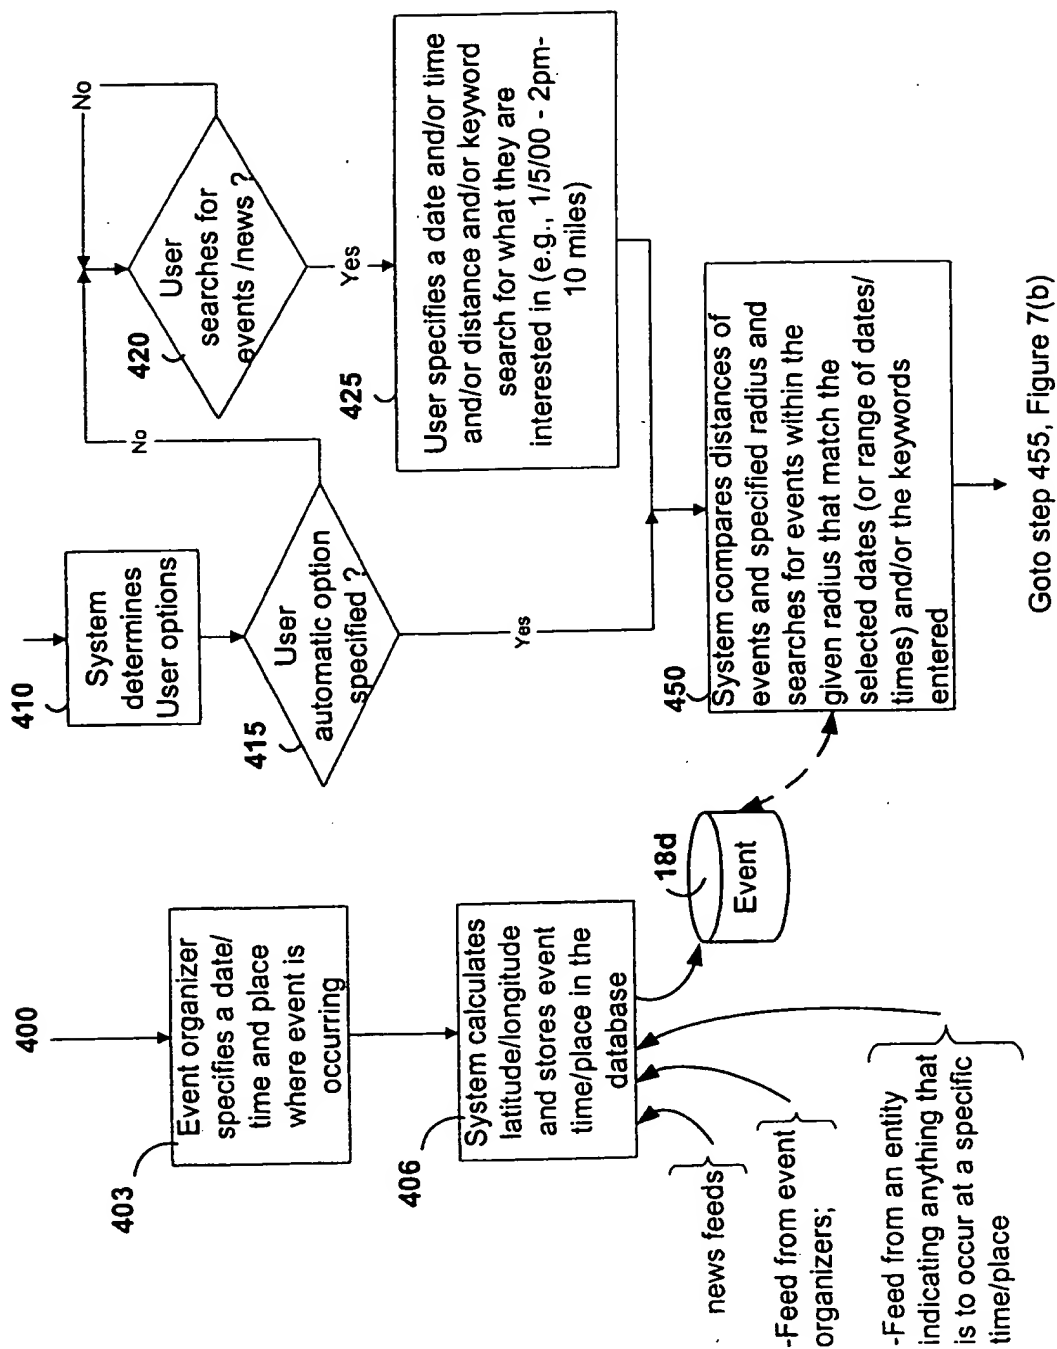 400
403
Event organizer
specifies a date/
time and place
where event is
occurring
406
System calculates
latitude/longitude
and stores event
time/place in the
database
news feeds
-Feed from event
organizers;
-Feed from an entity
indicating anything that
is to occur at a specific
time/place
18d
Event
410
System
determines
User options
415
User
automatic option
specified ?
No
Yes
420
User
searches for
events /news ?
No
Yes
425
User specifies a date and/or time
and/or distance and/or keyword
search for what they are
interested in (e.g., 1/5/00 - 2pm-
10 miles)
450
System compares distances of
events and specified radius and
searches for events within the
given radius that match the
selected dates (or range of dates/
times) and/or the keywords
entered
Goto step 455, Figure 7(b)